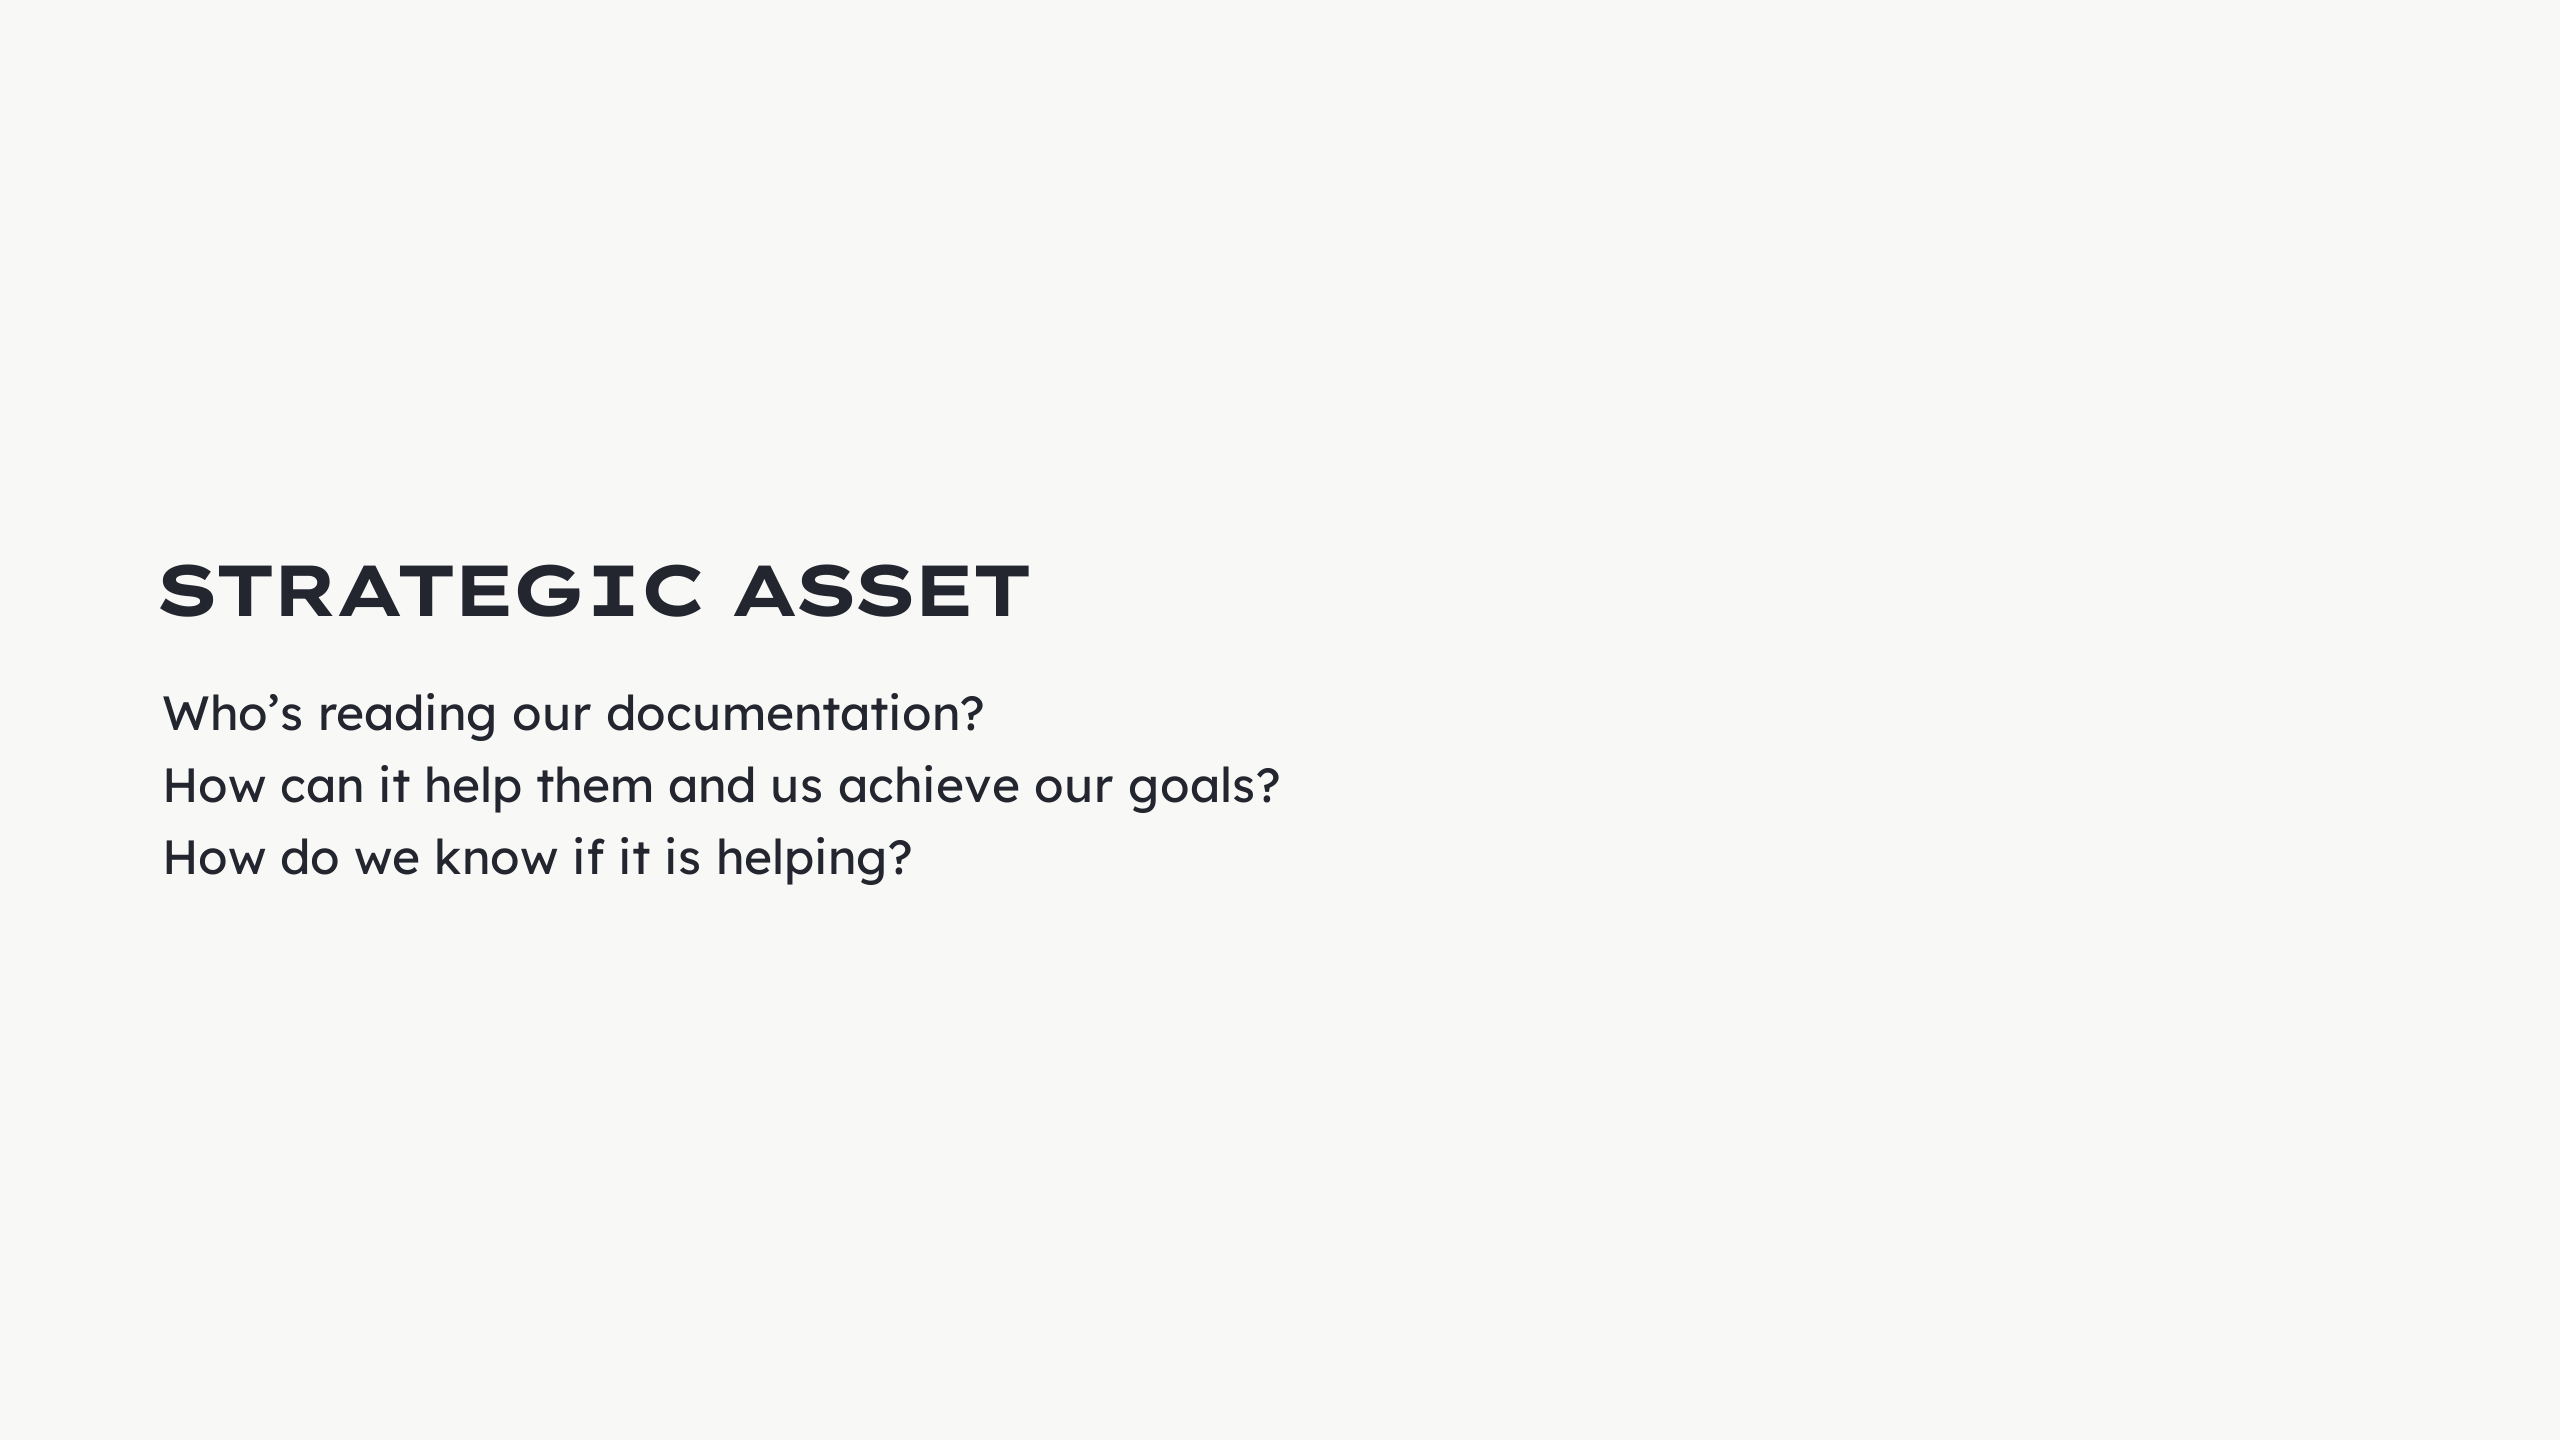 STRATEGIC ASSET
Who’s reading our documentation?
How can it help them and us achieve our goals?
How do we know if it is helping?